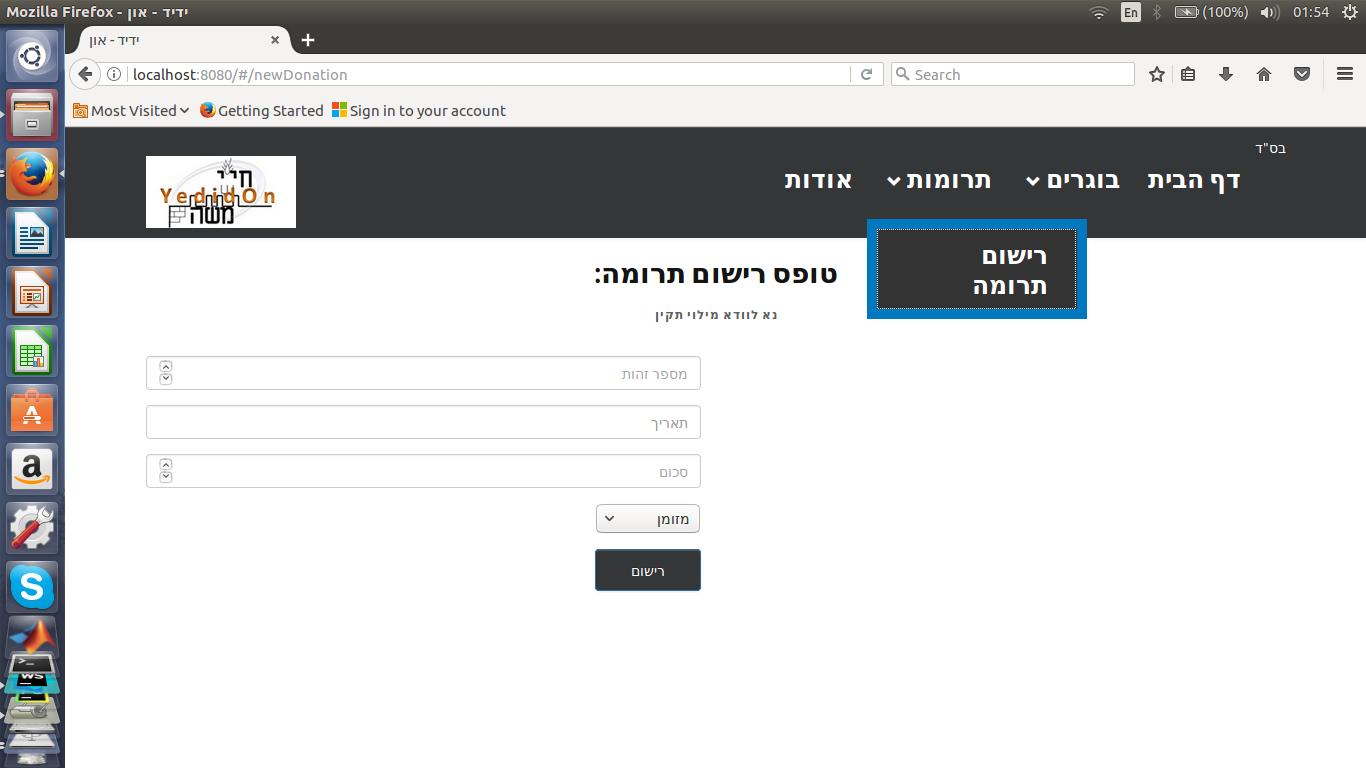 Mozilla Firefox - ידיד - און
En
(100%)
01:54
ידיד - און
localhost:8080/#/newDonation
Search
Most Visited
Getting Started
Sign in to your account
בס"ד
דף הבית
בוגרים
תרומות
אודות
חי"י
YedidOn
משה
רישום
תרומה
טופס רישום תרומה:
נא לוודא מילוי תקין
מספר זהות
תאריך
סכום
מזומן
רישום
A
a
S
>_
WS